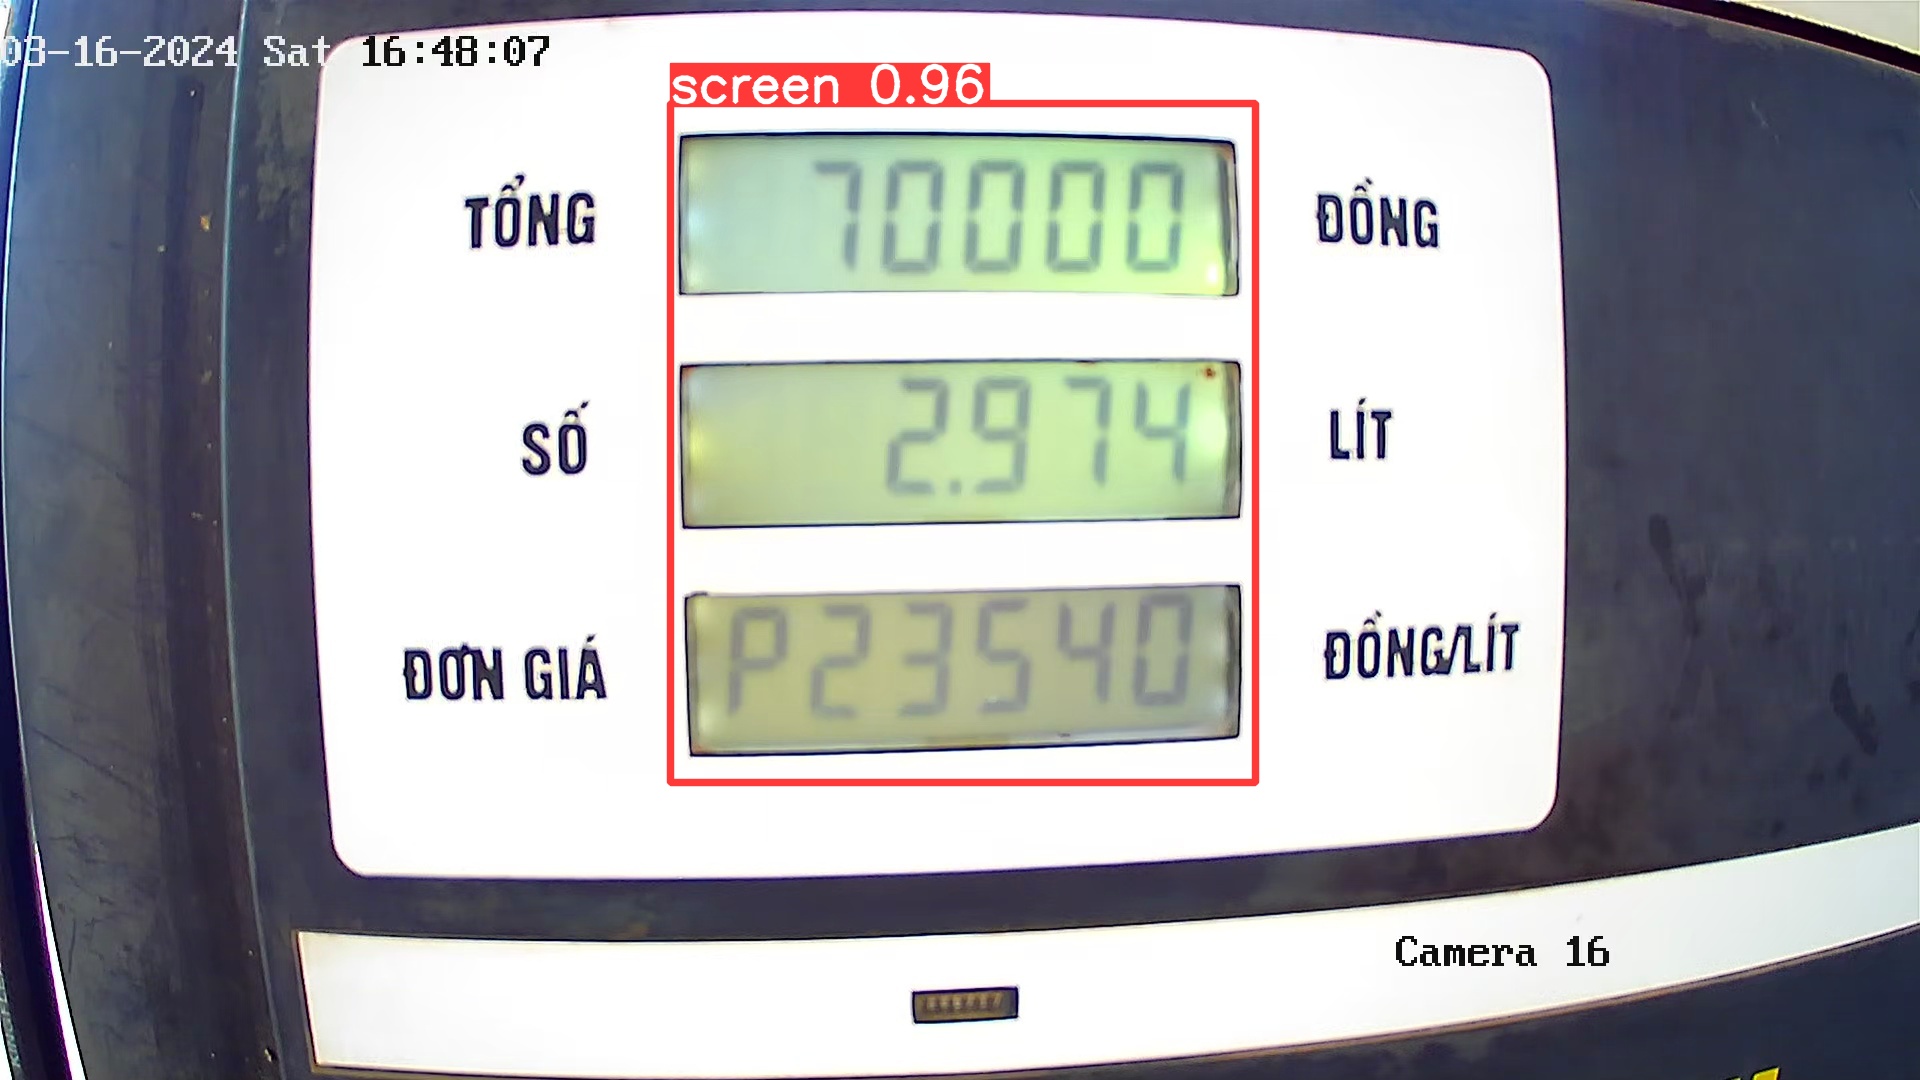 03-16-2024 Sat 16:48:07
screen 0.96
TỔNG 70000 ĐỒNG
SỐ 2.974 LÍT
ĐƠN GIÁ P23540 ĐỒNG/LÍT
Camera 16